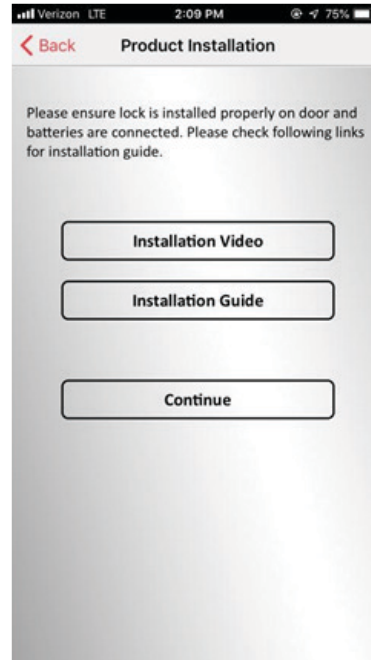 Verizon LTE 2:09 PM 75%
Back Product Installation
Please ensure lock is installed properly on door and
batteries are connected. Please check following links
for installation guide.
Installation Video
Installation Guide
Continue